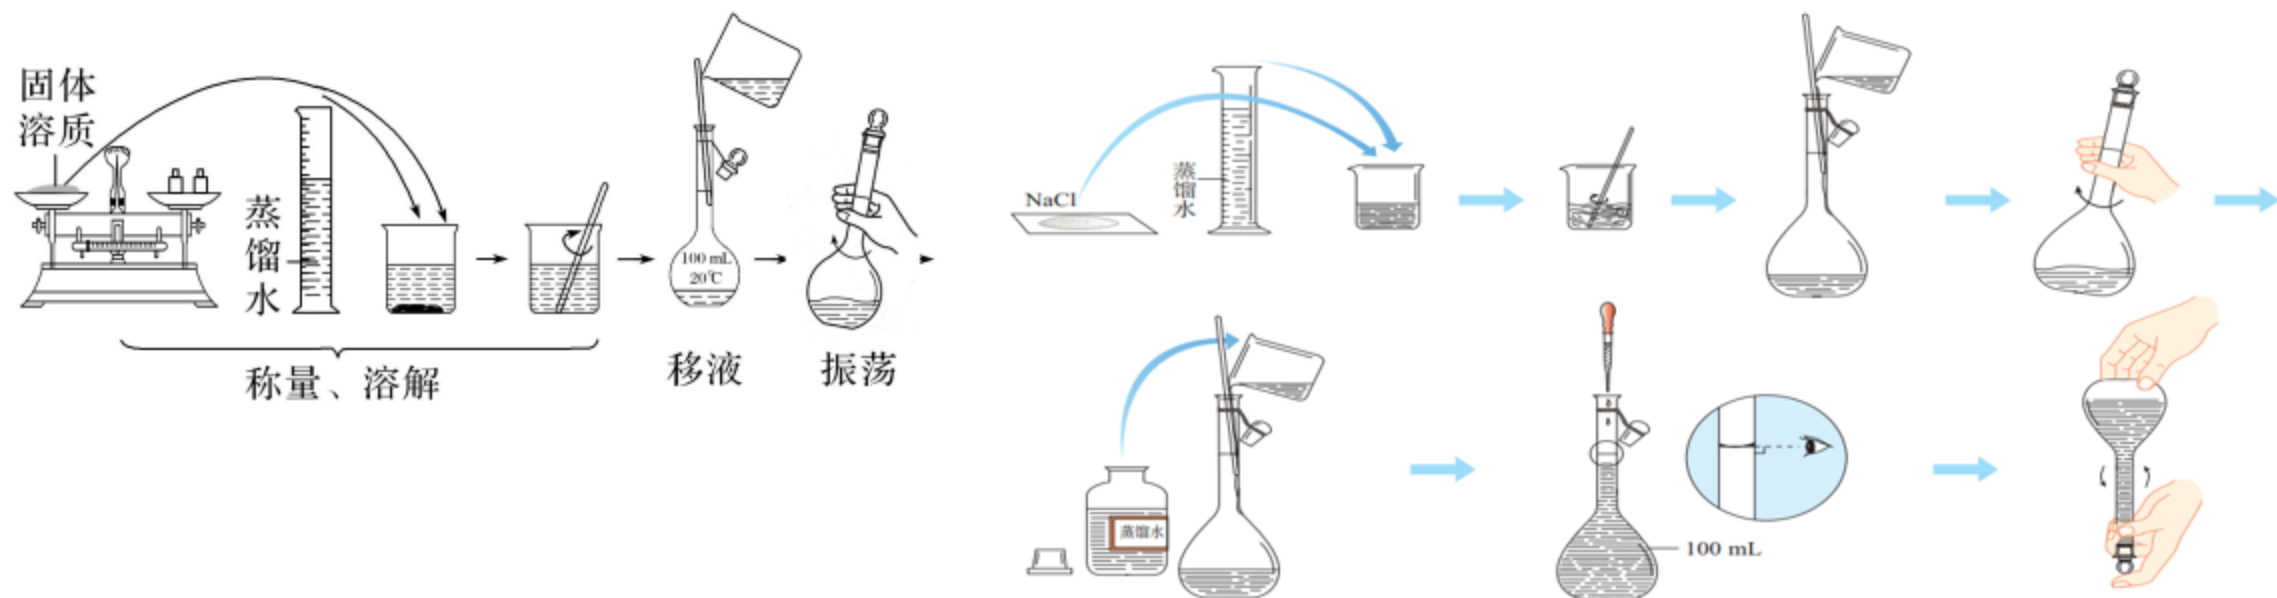 固体
溶质
蒸
馏
水
100 mL
20℃
称量、溶解
移液
振荡
NaCl
蒸
馏
水
蒸馏水
100 mL